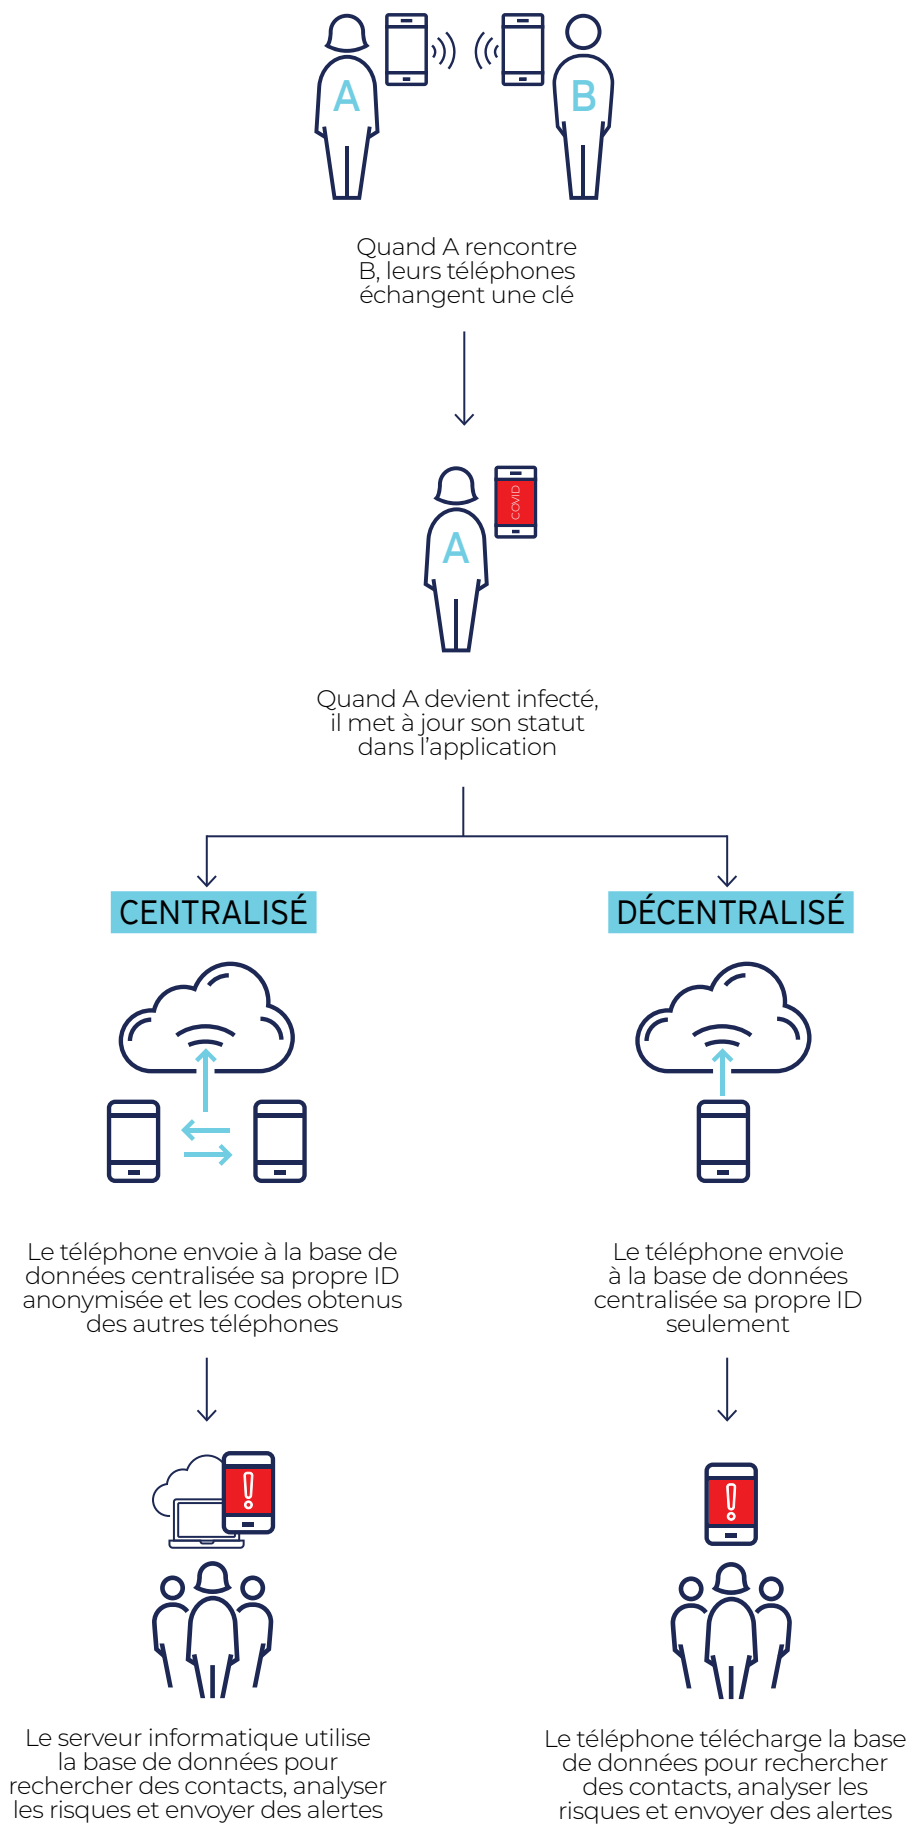 A
B
Quand A rencontre
B, leurs téléphones
échangent une clé
COVID
A
Quand A devient infecté,
il met à jour son statut
dans l’application
CENTRALISÉ
Le téléphone envoie à la base de
données centralisée sa propre ID
anonymisée et les codes obtenus
des autres téléphones
!
Le serveur informatique utilise
la base de données pour
rechercher des contacts, analyser
les risques et envoyer des alertes
DÉCENTRALISÉ
Le téléphone envoie
à la base de données
centralisée sa propre ID
seulement
!
Le téléphone télécharge la base
de données pour rechercher
des contacts, analyser les
risques et envoyer des alertes